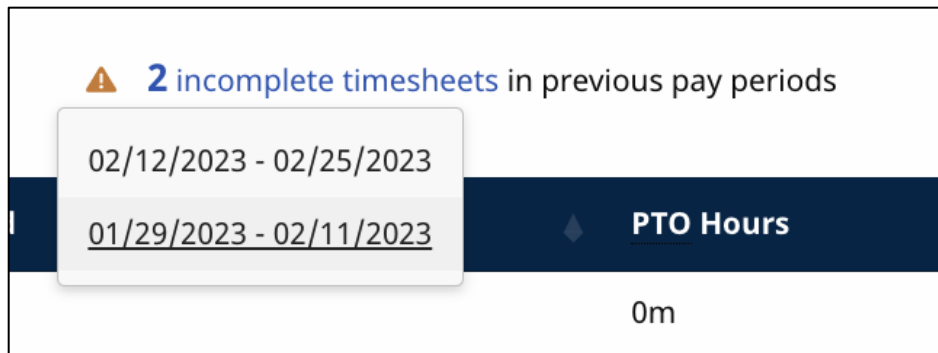 2 incomplete timesheets in previous pay periods
02/12/2023 - 02/25/2023
01/29/2023 - 02/11/2023
PTO Hours
0m